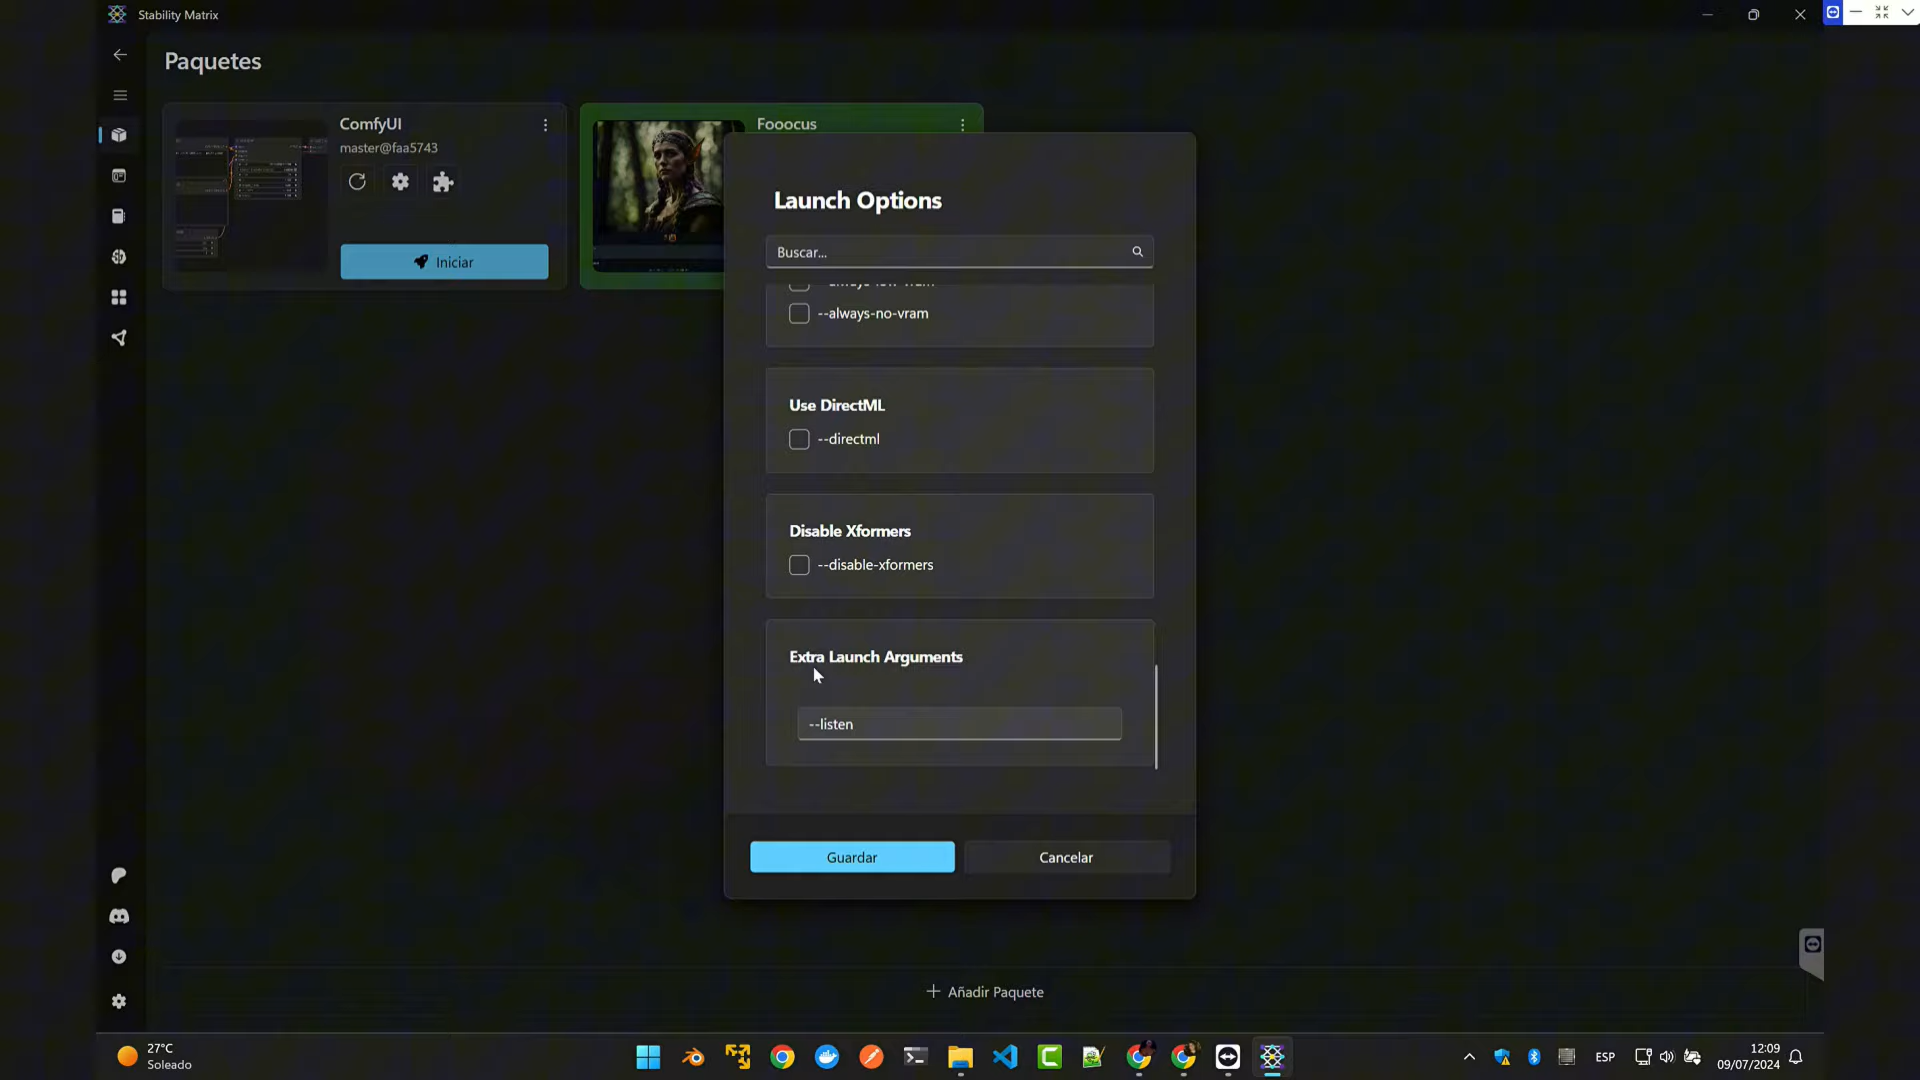 Stability Matrix
Paquetes
ComfyUI
master@faa5743
Iniciar
Fooocus
Launch Options
Buscar...
--always-no-vram
Use DirectML
--directml
Disable Xformers
--disable-xformers
Extra Launch Arguments
--listen
Guardar
Cancelar
Añadir Paquete
27°C
Soleado
ESP
12:09
09/07/2024